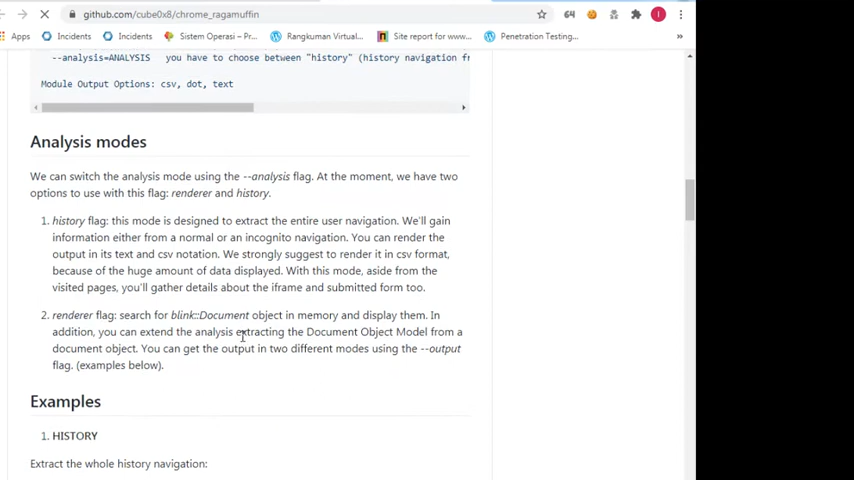 github.com/cube0x8/chrome_ragamuffin
Apps Incidents Incidents Sistem Operasi – Pr... Rangkuman Virtual... Site report for www... Penetration Testing... »
--analysis=ANALYSIS you have to choose between "history" (history navigation fr
Module Output Options: csv, dot, text
Analysis modes
We can switch the analysis mode using the --analysis flag. At the moment, we have two
options to use with this flag: renderer and history.
1. history flag: this mode is designed to extract the entire user navigation. We'll gain
information either from a normal or an incognito navigation. You can render the
output in its text and csv notation. We strongly suggest to render it in csv format,
because of the huge amount of data displayed. With this mode, aside from the
visited pages, you'll gather details about the iframe and submitted form too.
2. renderer flag: search for blink::Document object in memory and display them. In
addition, you can extend the analysis extracting the Document Object Model from a
document object. You can get the output in two different modes using the --output
flag. (examples below).
Examples
1. HISTORY
Extract the whole history navigation: